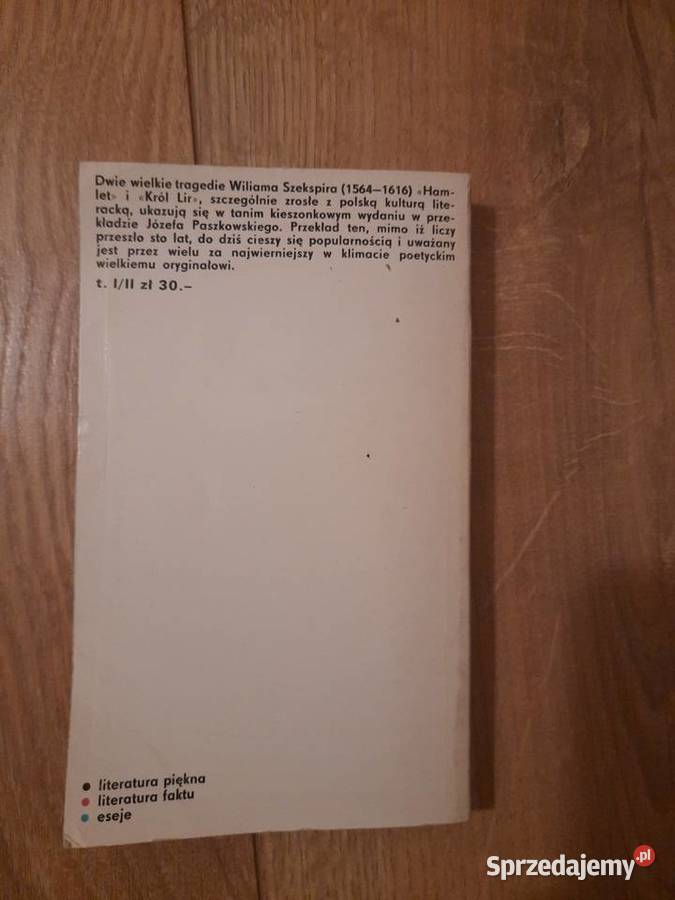 Dwie wielkie tragedie Wiliama Szekspira (1564—1616) «Ham-
let» i «Król Lir», szczególnie zrosłe z polską kulturą lite-
racką, ukazują się w tanim kieszonkowym wydaniu w prze-
kładzie Józefa Paszkowskiego. Przekład ten, mimo iż liczy
przeszło sto lat, do dziś cieszy się popularnością i uważany
jest przez wielu za najwierniejszy w klimacie poetyckim
wielkiemu oryginałowi.
t. I/II zł 30.—
• literatura piękna
• literatura faktu
• eseje
Sprzedajemy.pl